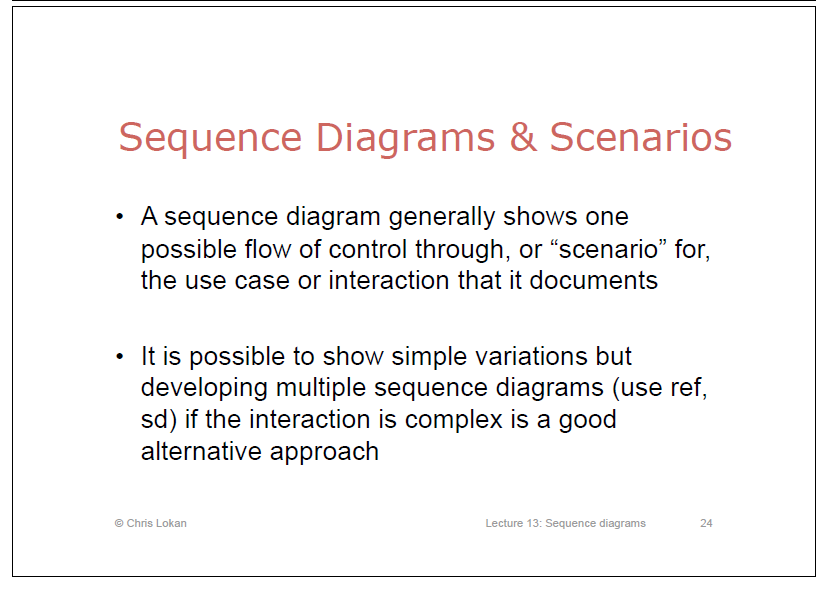 Sequence Diagrams & Scenarios
• A sequence diagram generally shows one
possible flow of control through, or “scenario” for,
the use case or interaction that it documents
• It is possible to show simple variations but
developing multiple sequence diagrams (use ref,
sd) if the interaction is complex is a good
alternative approach
© Chris Lokan Lecture 13: Sequence diagrams 24